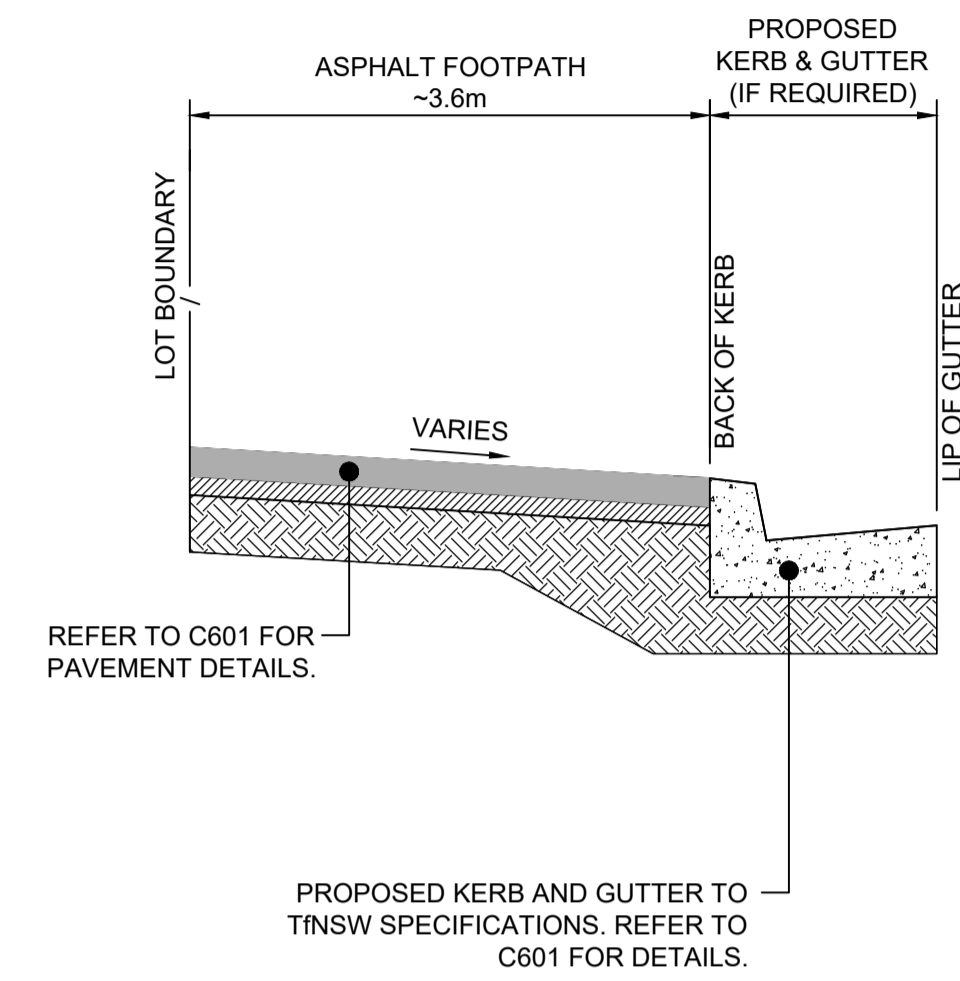 PROPOSED
KERB & GUTTER
(IF REQUIRED)
ASPHALT FOOTPATH
~3.6m
LOT BOUNDARY
BACK OF KERB
LIP OF GUTTER
VARIES
REFER TO C601 FOR
PAVEMENT DETAILS.
PROPOSED KERB AND GUTTER TO
TfNSW SPECIFICATIONS. REFER TO
C601 FOR DETAILS.